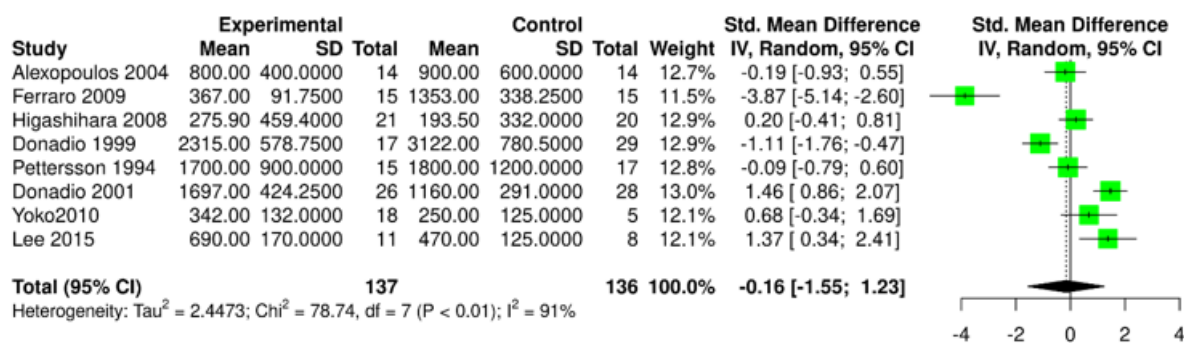 Experimental Control Std. Mean Difference Std. Mean Difference
Study Mean SD Total Mean SD Total Weight IV, Random, 95% CI IV, Random, 95% CI
Alexopoulos 2004 800.00 400.0000 14 900.00 600.0000 14 12.7% -0.19 [-0.93; 0.55]
Ferraro 2009 367.00 91.7500 15 1353.00 338.2500 15 11.5% -3.87 [-5.14; -2.60]
Higashihara 2008 275.90 459.4000 21 193.50 332.0000 20 12.9% 0.20 [-0.41; 0.81]
Donadio 1999 2315.00 578.7500 17 3122.00 780.5000 29 12.9% -1.11 [-1.76; -0.47]
Pettersson 1994 1700.00 900.0000 15 1800.00 1200.0000 17 12.8% -0.09 [-0.79; 0.60]
Donadio 2001 1697.00 424.2500 26 1160.00 291.0000 28 13.0% 1.46 [ 0.86; 2.07]
Yoko2010 342.00 132.0000 18 250.00 125.0000 5 12.1% 0.68 [-0.34; 1.69]
Lee 2015 690.00 170.0000 11 470.00 125.0000 8 12.1% 1.37 [ 0.34; 2.41]
Total (95% CI) 137 136 100.0% -0.16 [-1.55; 1.23]
Heterogeneity: Tau² = 2.4473; Chi² = 78.74, df = 7 (P < 0.01); I² = 91%
-4 -2 0 2 4